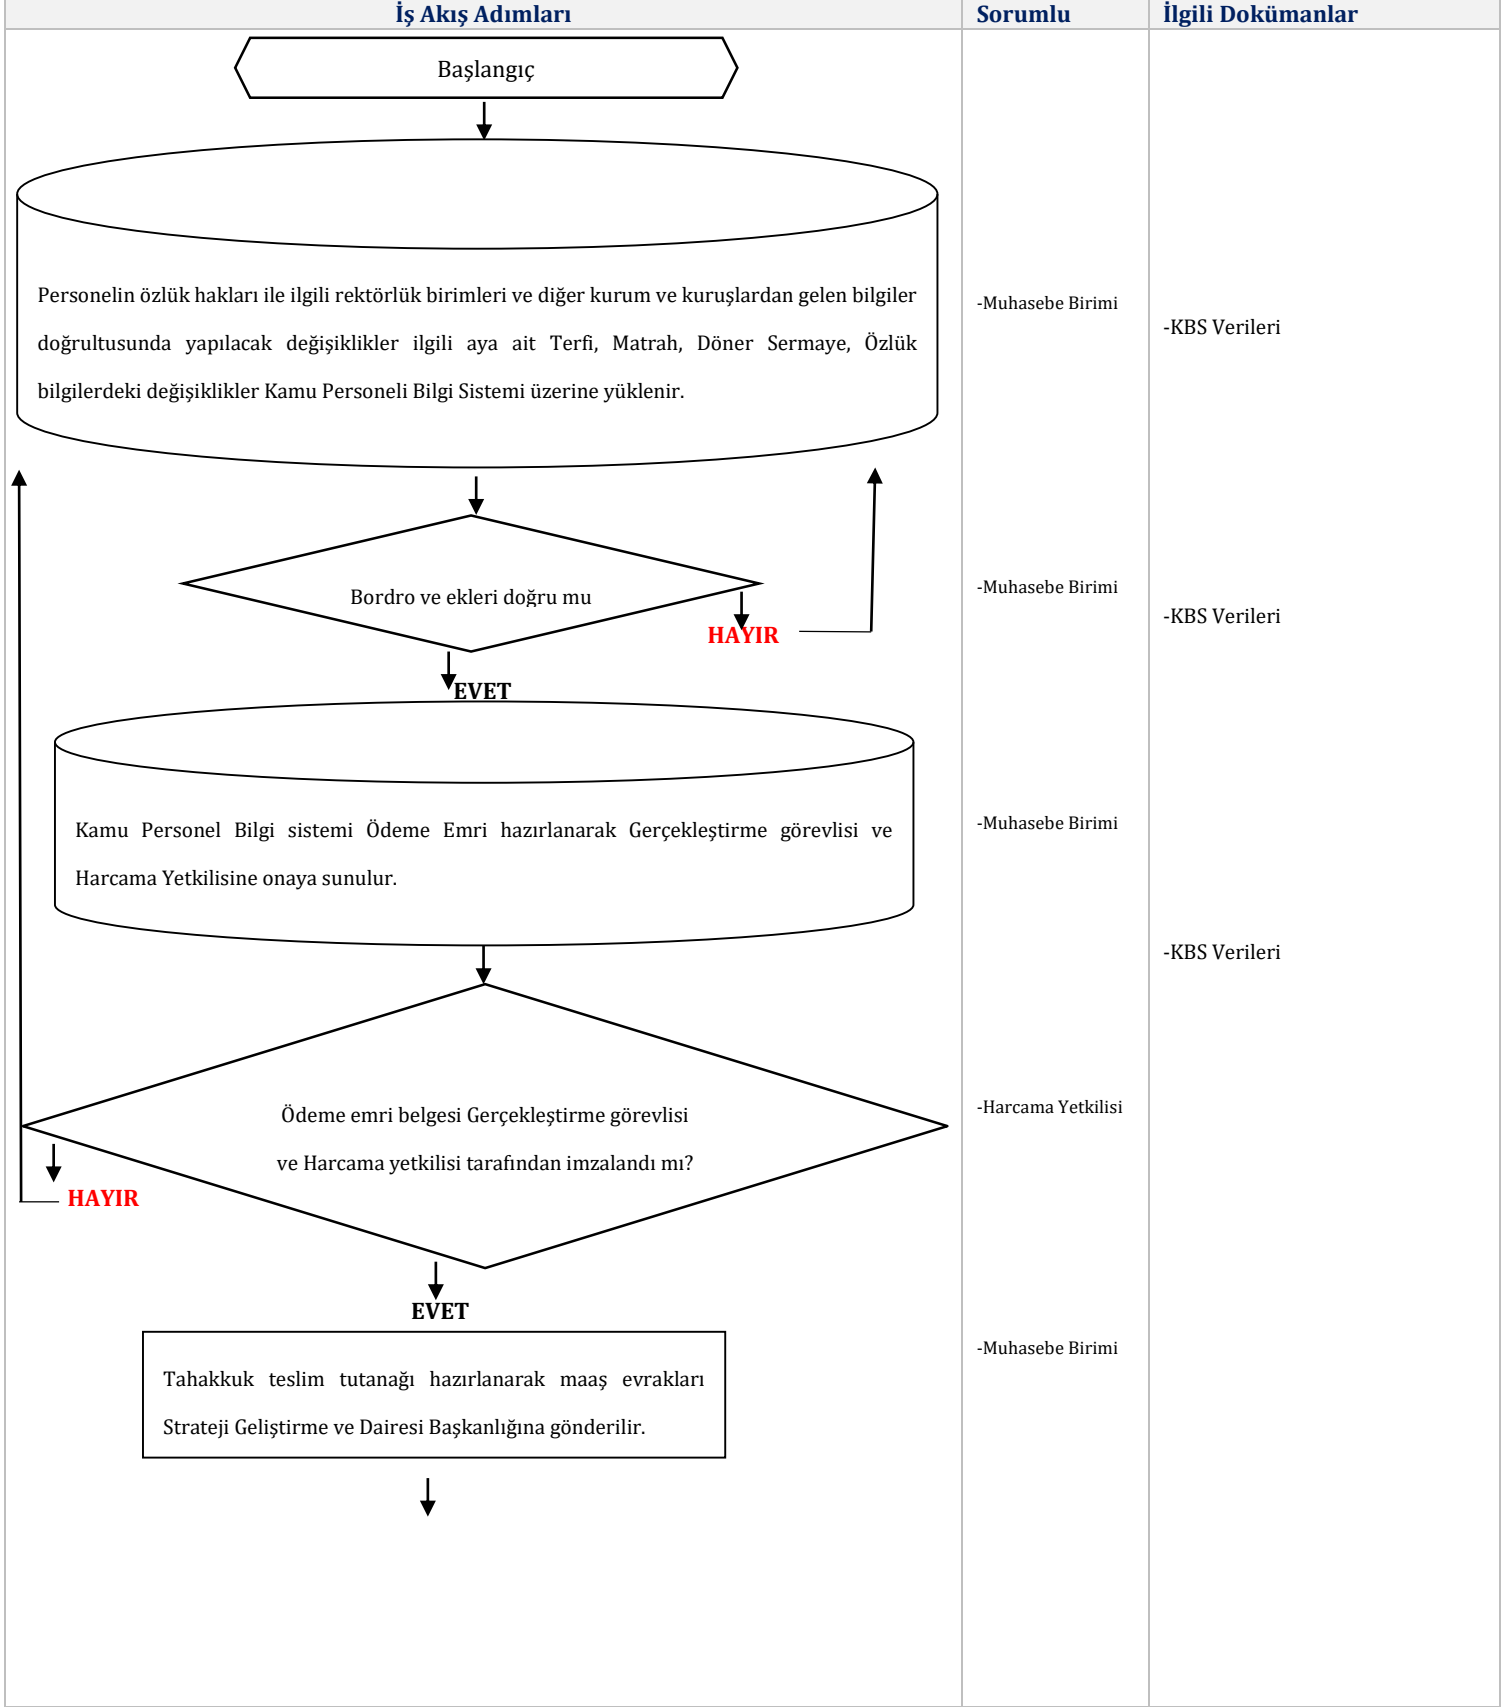 İş Akış Adımları
Sorumlu
İlgili Dokümanlar
Başlangıç
Personelin özlük hakları ile ilgili rektörlük birimleri ve diğer kurum ve kuruşlardan gelen bilgiler
doğrultusunda yapılacak değişiklikler ilgili aya ait Terfi, Matrah, Döner Sermaye, Özlük
bilgilerdeki değişiklikler Kamu Personeli Bilgi Sistemi üzerine yüklenir.
-Muhasebe Birimi
-KBS Verileri
Bordro ve ekleri doğru mu
HAYIR
EVET
-Muhasebe Birimi
-KBS Verileri
Kamu Personel Bilgi sistemi Ödeme Emri hazırlanarak Gerçekleştirme görevlisi ve
Harcama Yetkilisine onaya sunulur.
-Muhasebe Birimi
-KBS Verileri
Ödeme emri belgesi Gerçekleştirme görevlisi
ve Harcama yetkilisi tarafından imzalandı mı?
-Harcama Yetkilisi
HAYIR
EVET
Tahakkuk teslim tutanağı hazırlanarak maaş evrakları
Strateji Geliştirme ve Dairesi Başkanlığına gönderilir.
-Muhasebe Birimi